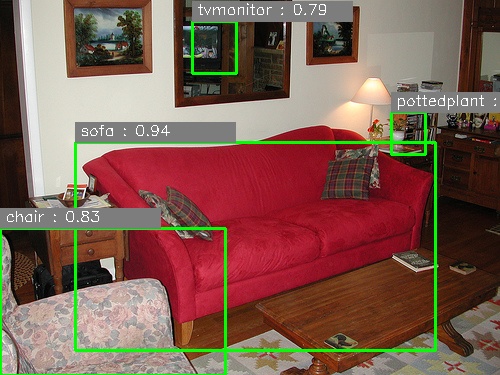 tvmonitor : 0.79
pottedplant :
sofa : 0.94
chair : 0.83